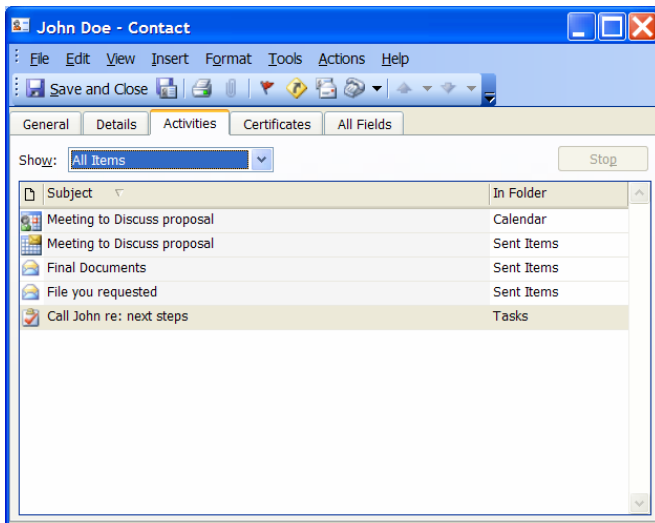 John Doe - Contact
File Edit View Insert Format Tools Actions Help
Save and Close
General Details Activities Certificates All Fields
Show: All Items Stop
Subject In Folder
Meeting to Discuss proposal Calendar
Meeting to Discuss proposal Sent Items
Final Documents Sent Items
File you requested Sent Items
Call John re: next steps Tasks